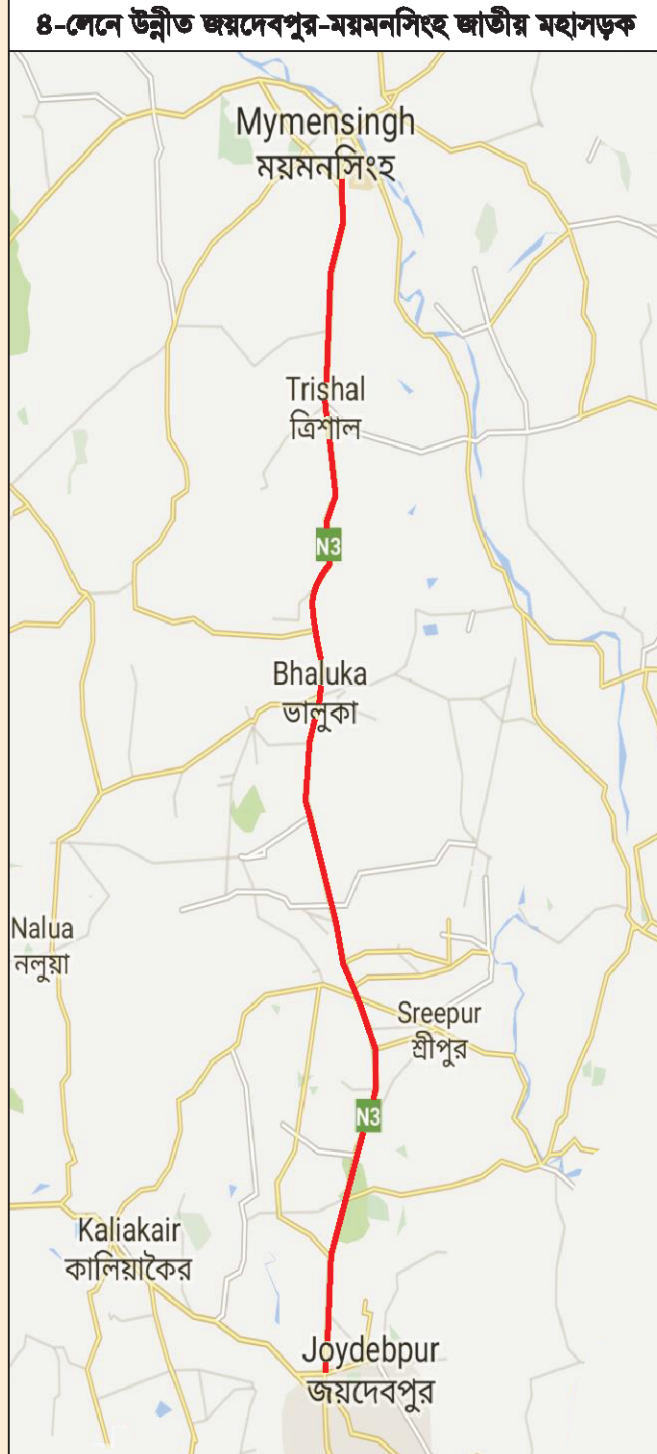 ৪-লেনে উন্নীত জয়দেবপুর-ময়মনসিংহ জাতীয় মহাসড়ক
Mymensingh
ময়মনসিংহ
Trishal
ত্রিশাল
N3
Bhaluka
ভালুকা
Nalua
নলুয়া
Sreepur
শ্রীপুর
N3
Kaliakair
কালিয়াকৈর
Joydebpur
জয়দেবপুর